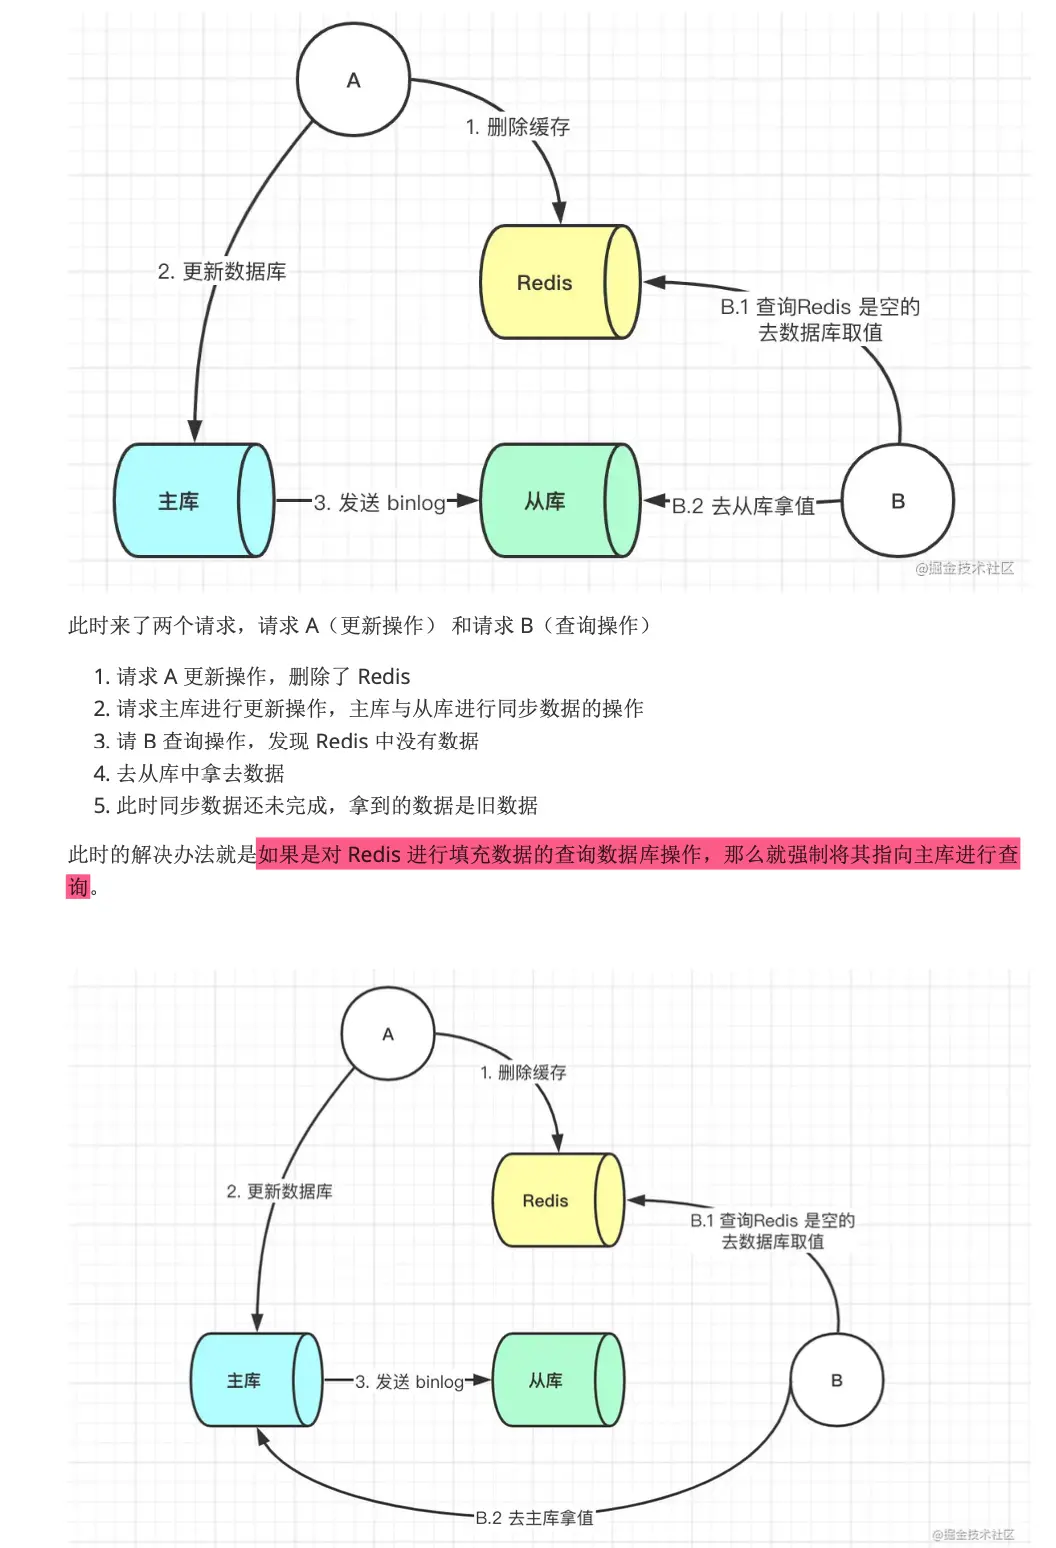 A
1. 删除缓存
Redis
2. 更新数据库
B.1 查询Redis 是空的
去数据库取值
主库
3. 发送 binlog
从库
B.2 去从库拿值
B
@掘金技术社区
此时来了两个请求，请求 A（更新操作） 和请求 B（查询操作）
1. 请求 A 更新操作，删除了 Redis
2. 请求主库进行更新操作，主库与从库进行同步数据的操作
3. 请 B 查询操作，发现 Redis 中没有数据
4. 去从库中拿去数据
5. 此时同步数据还未完成，拿到的数据是旧数据
此时的解决办法就是如果是对 Redis 进行填充数据的查询数据库操作，那么就强制将其指向主库进行查
询。
A
1. 删除缓存
2. 更新数据库
Redis
B.1 查询Redis 是空的
去数据库取值
主库
3. 发送 binlog
从库
B
B.2 去主库拿值
@掘金技术社区